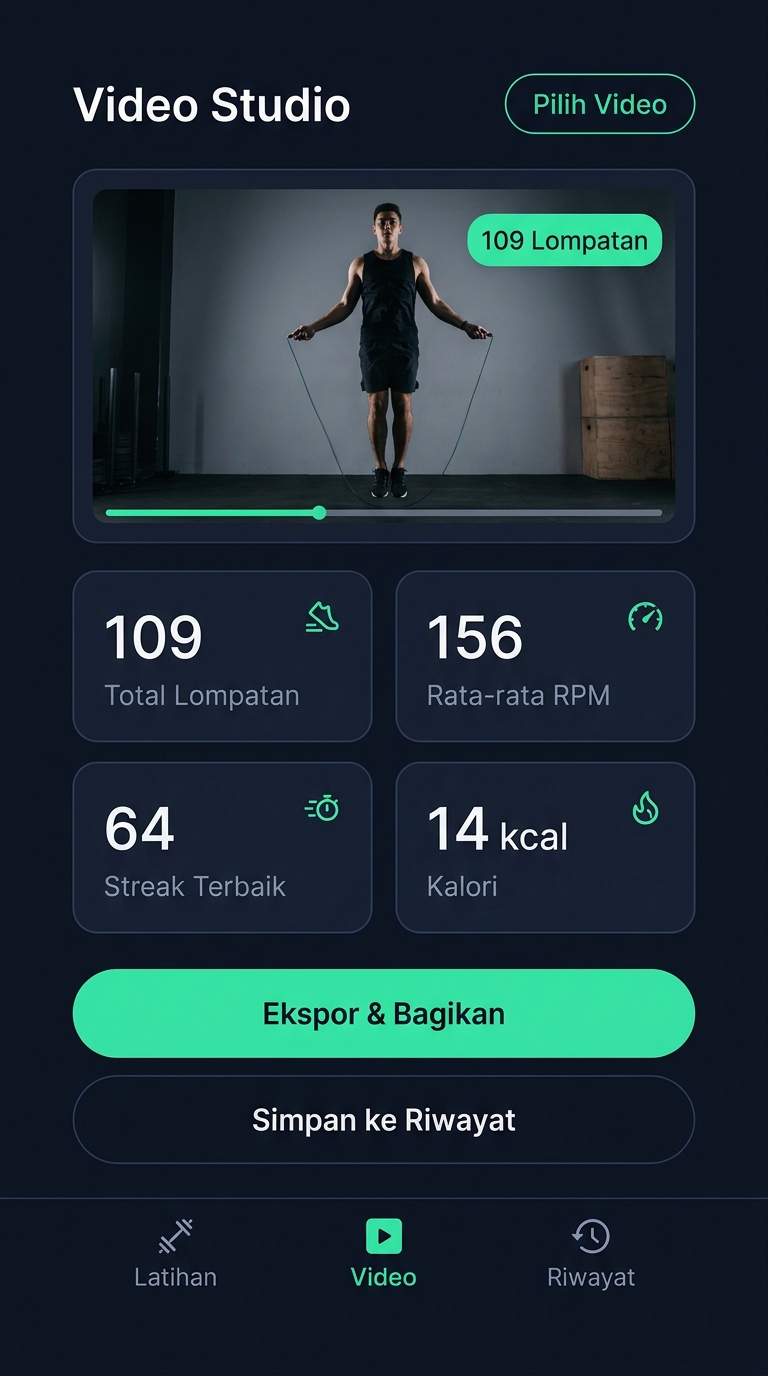 Video Studio
Pilih Video
109 Lompatan
109
Total Lompatan
156
Rata-rata RPM
64
Streak Terbaik
14 kcal
Kalori
Ekspor & Bagikan
Simpan ke Riwayat
Latihan
Video
Riwayat